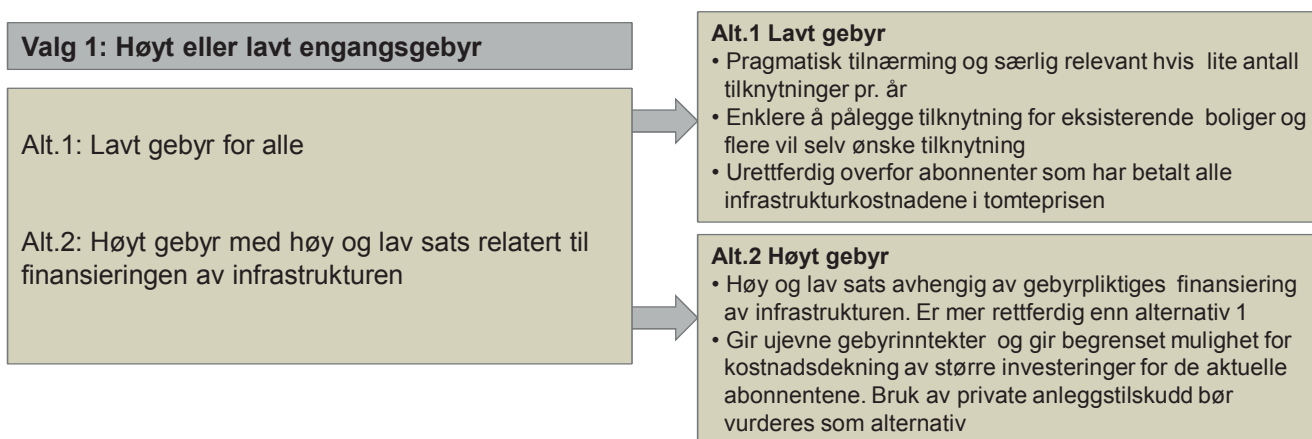 Valg 1: Høyt eller lavt engangsgebyr
Alt.1: Lavt gebyr for alle
Alt.2: Høyt gebyr med høy og lav sats relatert til
finansieringen av infrastrukturen
Alt.1 Lavt gebyr
• Pragmatisk tilnærming og særlig relevant hvis lite antall
tilknytninger pr. år
• Enklere å pålegge tilknytning for eksisterende boliger og
flere vil selv ønske tilknytning
• Urettferdig overfor abonnenter som har betalt alle
infrastrukturkostnadene i tomteprisen
Alt.2 Høyt gebyr
• Høy og lav sats avhengig av gebyrpliktiges finansiering
av infrastrukturen. Er mer rettferdig enn alternativ 1
• Gir ujevne gebyrinntekter og gir begrenset mulighet for
kostnadsdekning av større investeringer for de aktuelle
abonnentene. Bruk av private anleggstilskudd bør
vurderes som alternativ